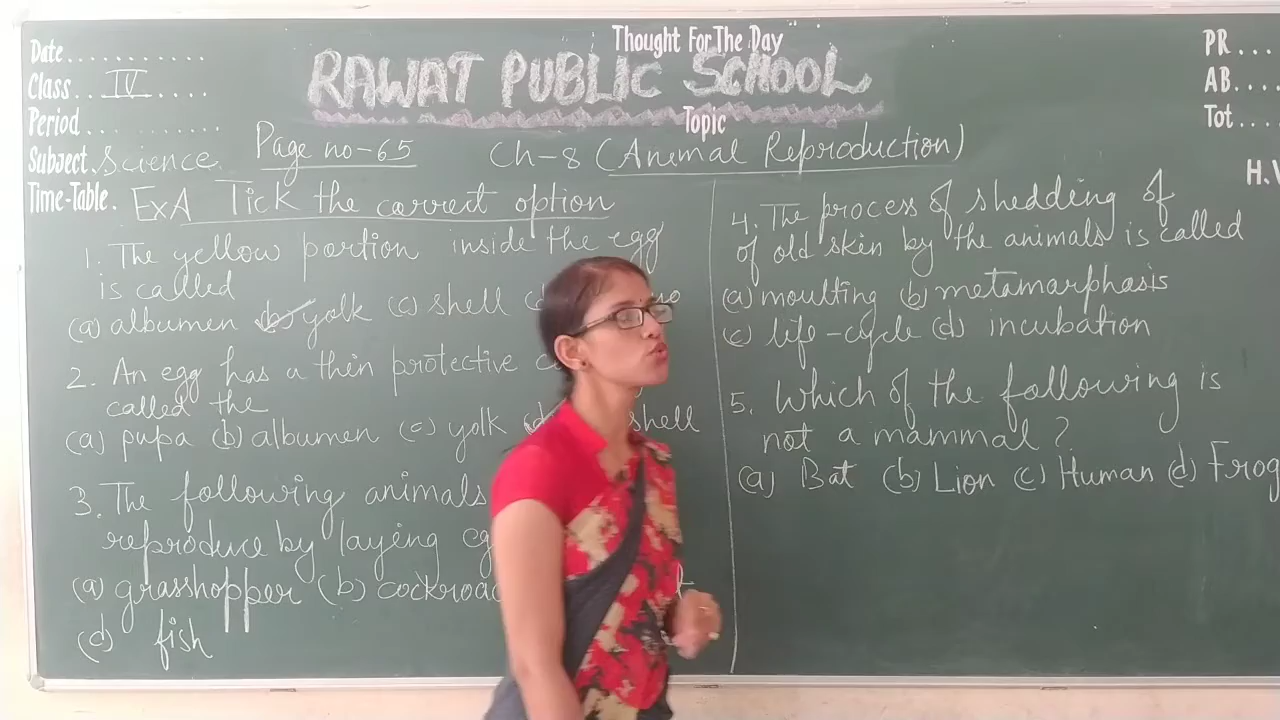 Thought For The Day
Date
Class IV
Period
Subject Science
Time-Table.
RAWAT PUBLIC SCHOOL
Topic
PR
AB
Tot
Page no-65
Ch-8 (Animal Reproduction)
Ex A Tick the correct option
1. The yellow portion inside the egg
is called
(a) albumen (b) yolk (c) shell
2. An egg has a thin protective
called the
(a) pupa (b) albumen (c) yolk (d) shell
3. The following animals
reproduce by laying
(a) grasshopper (b)
(d) fish
4. The process of shedding of
of old skin by the animals is called
(a) moulting (b) metamorphasis
(c) life-cycle (d) incubation
5. Which of the following is
not a mammal?
(a) Bat (b) Lion (c) Human (d) Frog